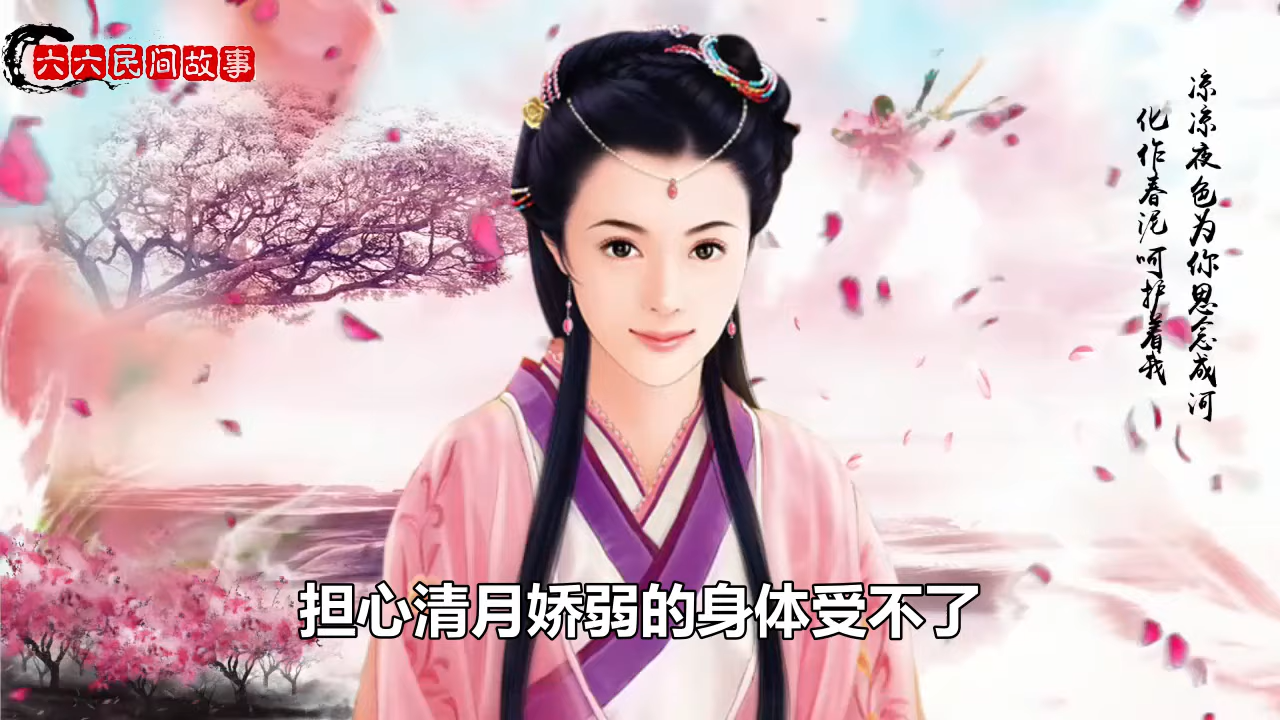 六六民间故事
凉凉夜色为你思念成河
化作春泥呵护着我
担心清月娇弱的身体受不了